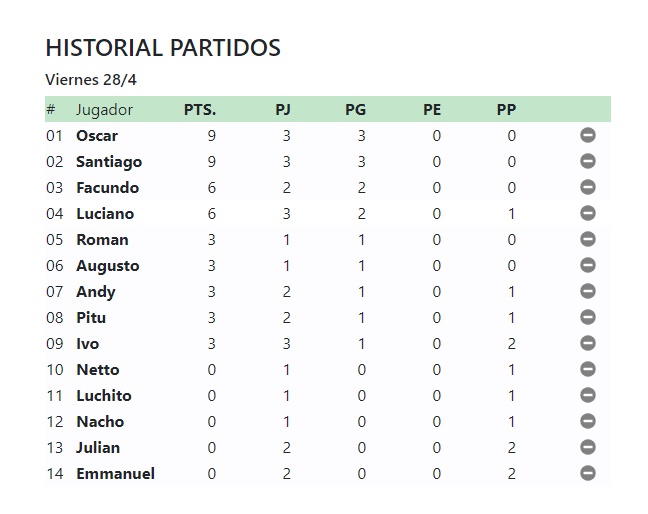 HISTORIAL PARTIDOS
Viernes 28/4
# Jugador PTS. PJ PG PE PP
01 Oscar 9 3 3 0 0
02 Santiago 9 3 3 0 0
03 Facundo 6 2 2 0 0
04 Luciano 6 3 2 0 1
05 Roman 3 1 1 0 0
06 Augusto 3 1 1 0 0
07 Andy 3 2 1 0 1
08 Pitu 3 2 1 0 1
09 Ivo 3 3 1 0 2
10 Netto 0 1 0 0 1
11 Luchito 0 1 0 0 1
12 Nacho 0 1 0 0 1
13 Julian 0 2 0 0 2
14 Emmanuel 0 2 0 0 2